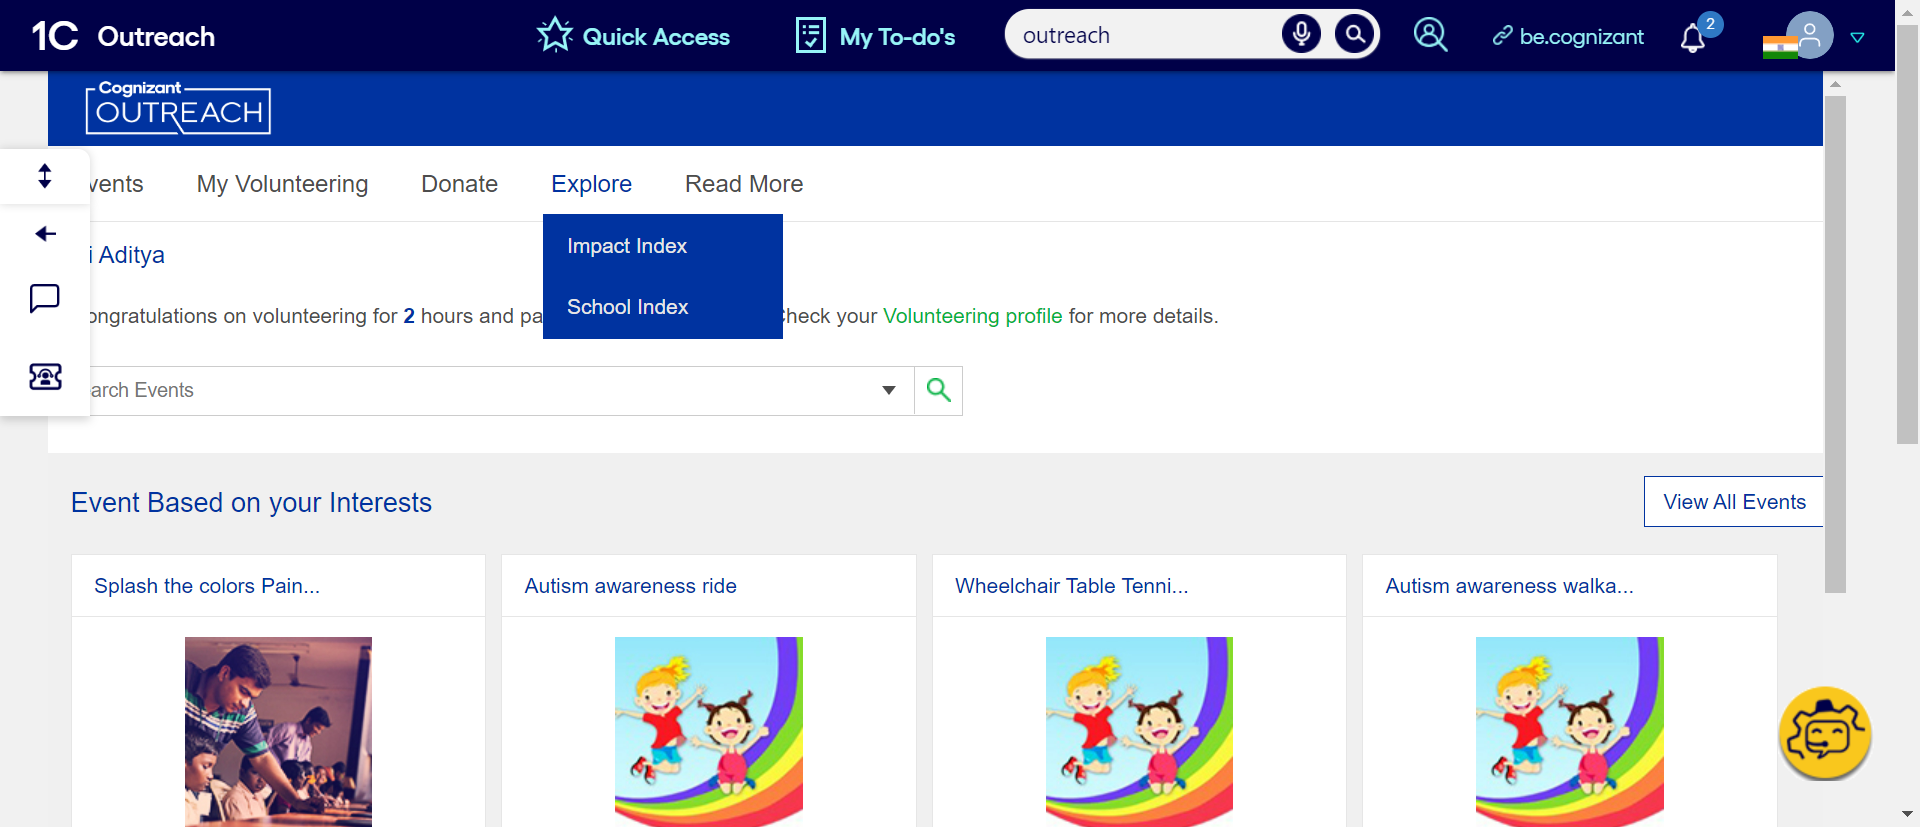 1C Outreach
Quick Access
My To-do's
outreach
be.cognizant
2
Cognizant
OUTREACH
vents
My Volunteering
Donate
Explore
Read More
Impact Index
School Index
i Aditya
ongratulations on volunteering for 2 hours and pa heck your Volunteering profile for more details.
arch Events
Event Based on your Interests
View All Events
Splash the colors Pain...
Autism awareness ride
Wheelchair Table Tenni...
Autism awareness walka...